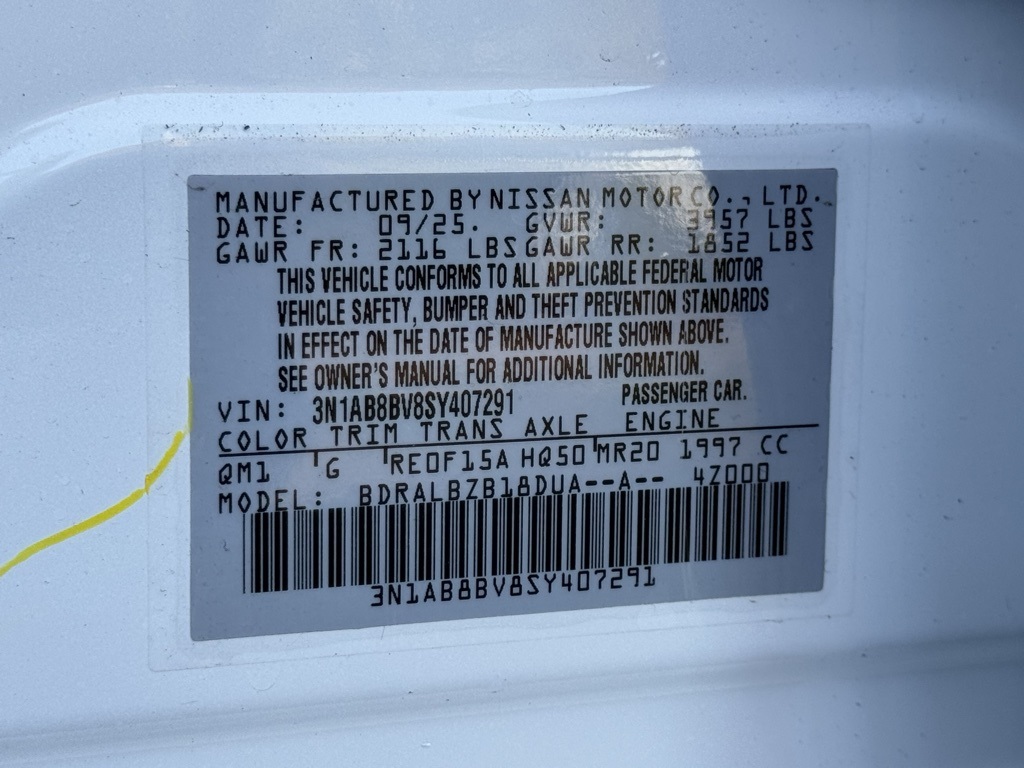 MANUFACTURED BY NISSAN MOTOR CO., LTD.
DATE: 09/25. GVWR: 3957 LBS
GAWR FR: 2116 LBS GAWR RR: 1852 LBS
THIS VEHICLE CONFORMS TO ALL APPLICABLE FEDERAL MOTOR
VEHICLE SAFETY, BUMPER AND THEFT PREVENTION STANDARDS
IN EFFECT ON THE DATE OF MANUFACTURE SHOWN ABOVE.
SEE OWNER'S MANUAL FOR ADDITIONAL INFORMATION.
VIN: 3N1AB8BV8SY407291 PASSENGER CAR.
COLOR TRIM TRANS AXLE ENGINE
QM1 G RE0F15A HQ50 MR20 1997 CC
MODEL: BDRALBZB18DUA--A-- 4Z000
3N1AB8BV8SY407291